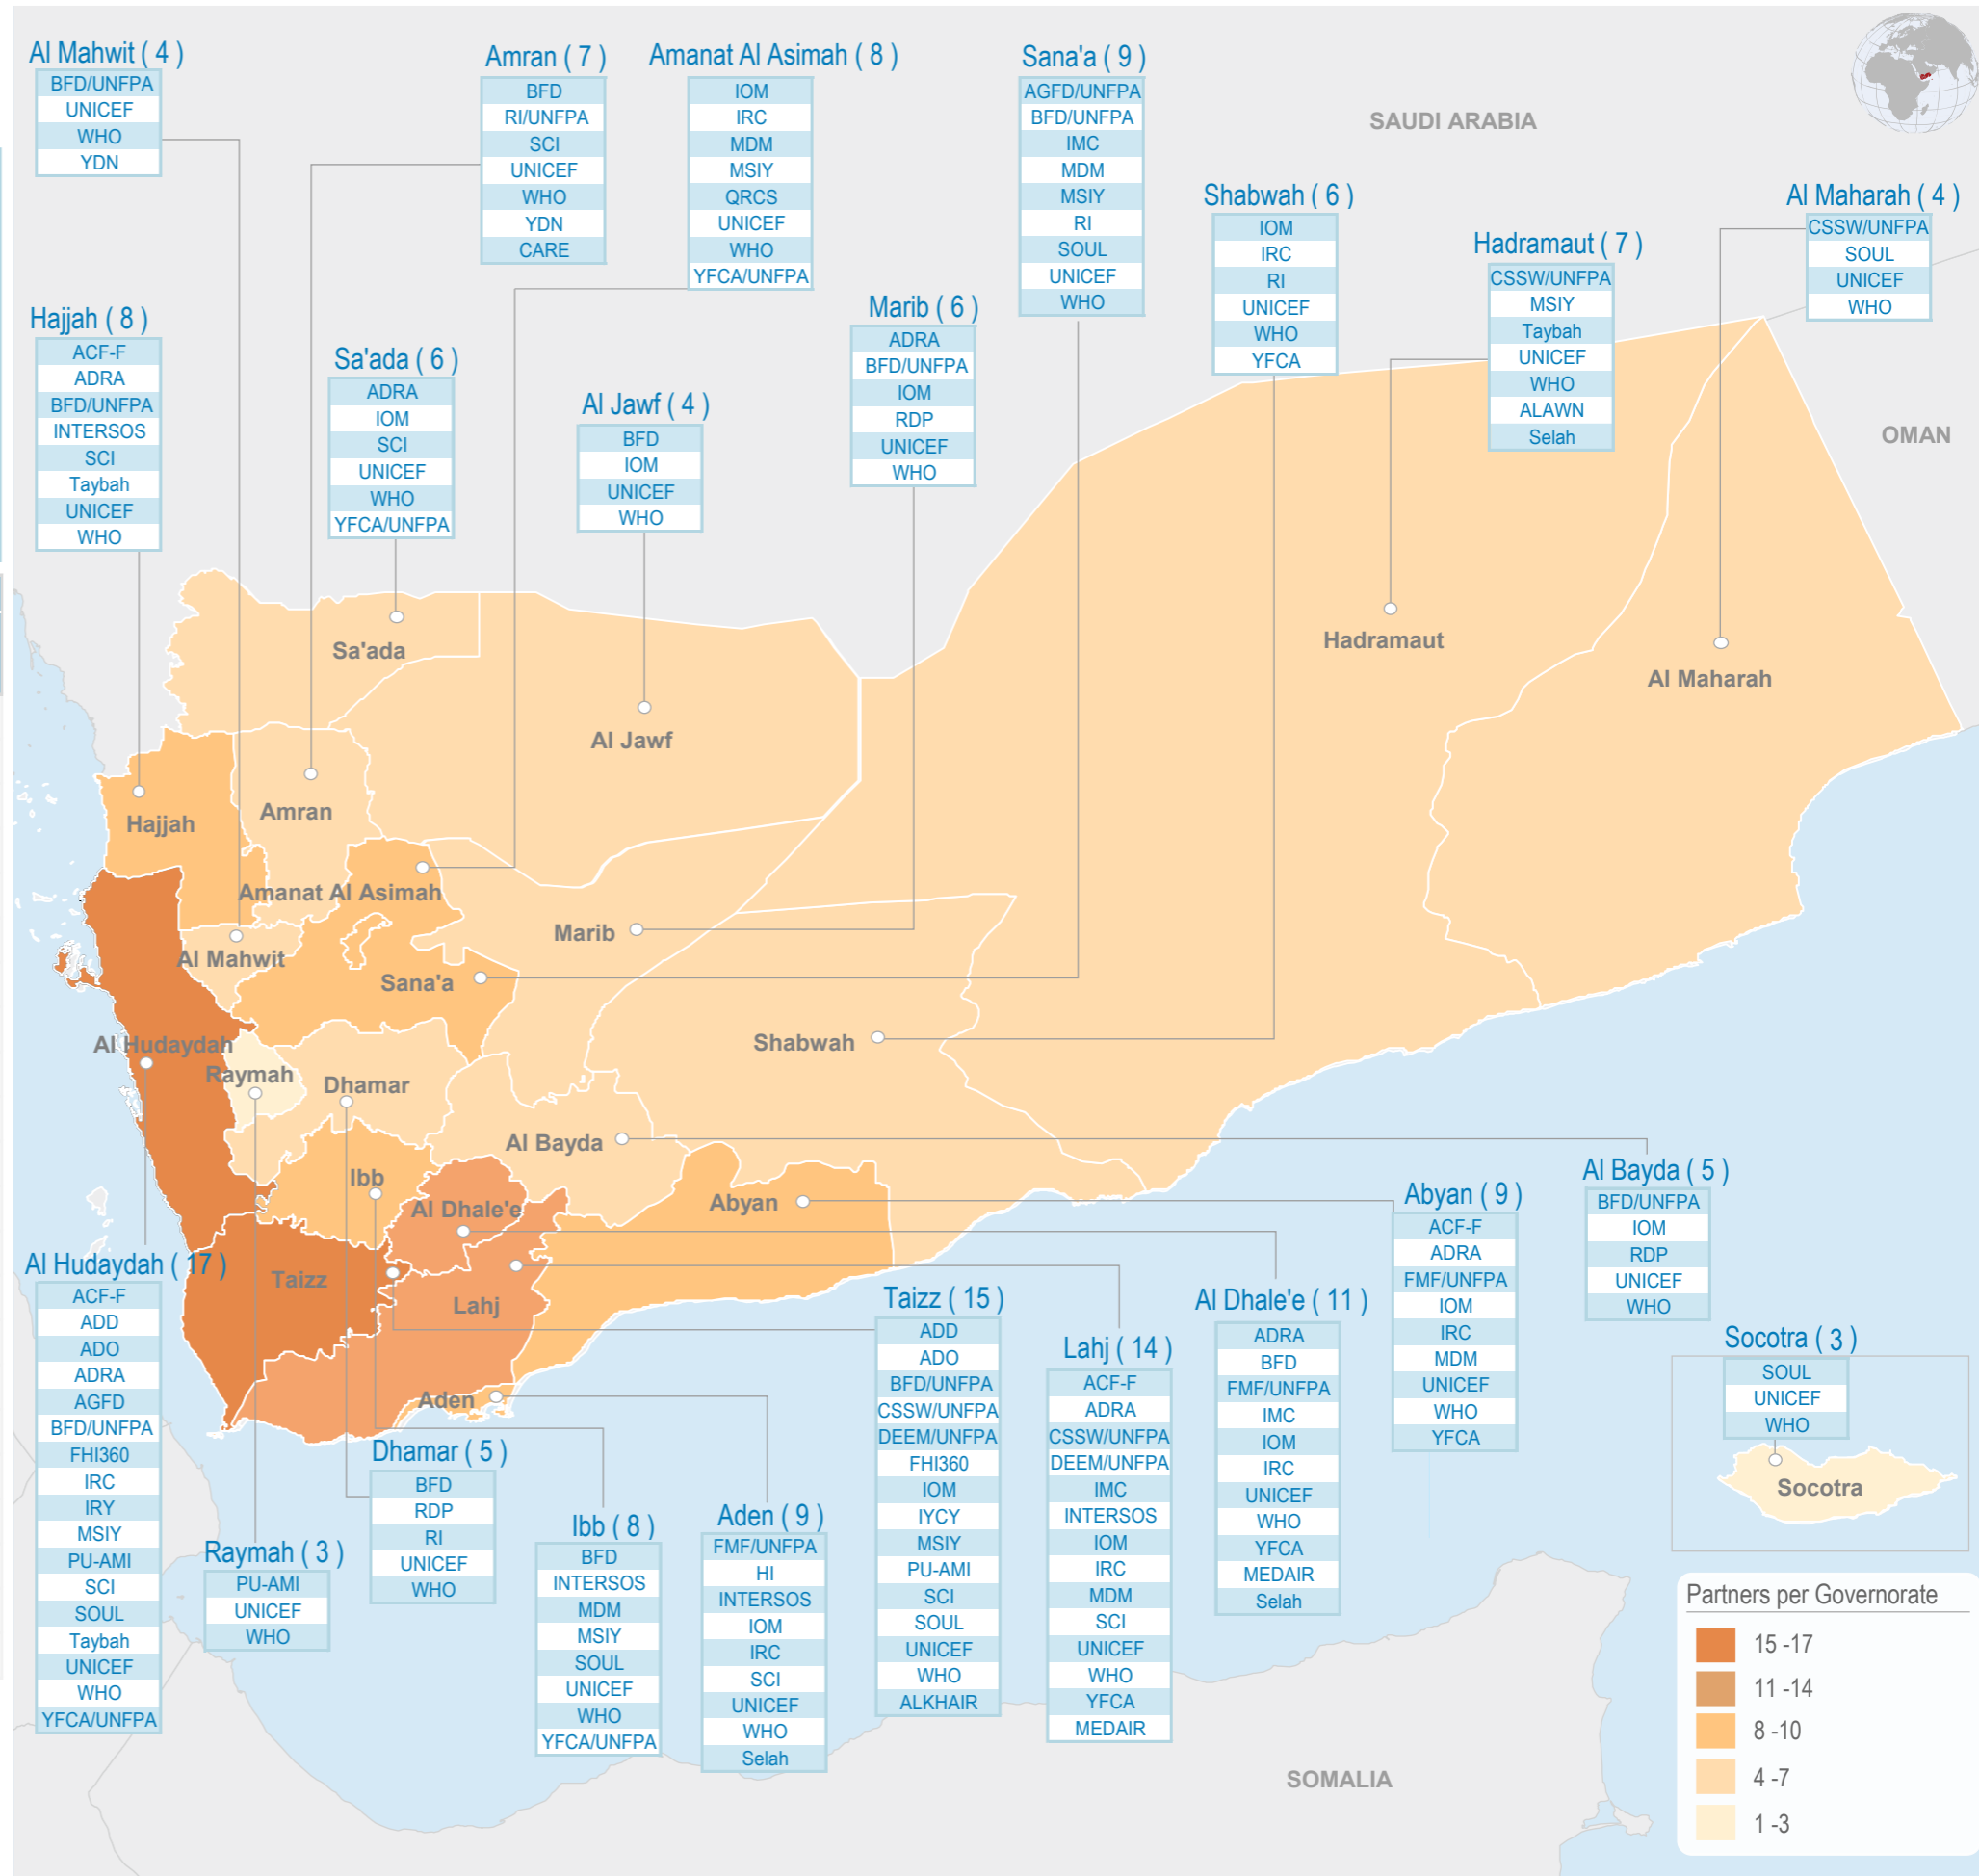 Al Mahwit ( 4 )
BFD/UNFPA
UNICEF
WHO
YDN
Amran ( 7 )
BFD
RI/UNFPA
SCI
UNICEF
WHO
YDN
CARE
Amanat Al Asimah ( 8 )
IOM
IRC
MDM
MSIY
QRCS
UNICEF
WHO
YFCA/UNFPA
Sana'a ( 9 )
AGFD/UNFPA
BFD/UNFPA
IMC
MDM
MSIY
RI
SOUL
UNICEF
WHO
SAUDI ARABIA
Shabwah ( 6 )
IOM
IRC
RI
UNICEF
WHO
YFCA
Hadramaut ( 7 )
CSSW/UNFPA
MSIY
Taybah
UNICEF
WHO
ALAWN
Selah
Al Maharah ( 4 )
CSSW/UNFPA
SOUL
UNICEF
WHO
OMAN
Hajjah ( 8 )
ACF-F
ADRA
BFD/UNFPA
INTERSOS
SCI
Taybah
UNICEF
WHO
Sa'ada ( 6 )
ADRA
IOM
SCI
UNICEF
WHO
YFCA/UNFPA
Al Jawf ( 4 )
BFD
IOM
UNICEF
WHO
Marib ( 6 )
ADRA
BFD/UNFPA
IOM
RDP
UNICEF
WHO
Sa'ada
Hadramaut
Al Maharah
Al Jawf
Amran
Hajjah
Amanat Al Asimah
Marib
Al Mahwit
Sana'a
Shabwah
Al Hudaydah
Raymah
Dhamar
Al Bayda
Ibb
Al Dhale'e
Abyan
Taizz
Lahj
Aden
Al Hudaydah ( 17 )
ACF-F
ADD
ADO
ADRA
AGFD
BFD/UNFPA
FHI360
IRC
IRY
MSIY
PU-AMI
SCI
SOUL
Taybah
UNICEF
WHO
YFCA/UNFPA
Raymah ( 3 )
PU-AMI
UNICEF
WHO
Dhamar ( 5 )
BFD
RDP
RI
UNICEF
WHO
Ibb ( 8 )
BFD
INTERSOS
MDM
MSIY
SOUL
UNICEF
WHO
YFCA/UNFPA
Aden ( 9 )
FMF/UNFPA
HI
INTERSOS
IOM
IRC
SCI
UNICEF
WHO
Selah
Taizz ( 15 )
ADD
ADO
BFD/UNFPA
CSSW/UNFPA
DEEM/UNFPA
FHI360
IOM
IYCY
MSIY
PU-AMI
SCI
SOUL
UNICEF
WHO
ALKHAIR
Lahj ( 14 )
ACF-F
ADRA
CSSW/UNFPA
DEEM/UNFPA
IMC
INTERSOS
IOM
IRC
MDM
SCI
UNICEF
WHO
YFCA
MEDAIR
Al Dhale'e ( 11 )
ADRA
BFD
FMF/UNFPA
IMC
IOM
IRC
UNICEF
WHO
YFCA
MEDAIR
Selah
Abyan ( 9 )
ACF-F
ADRA
FMF/UNFPA
IOM
IRC
MDM
UNICEF
WHO
YFCA
Al Bayda ( 5 )
BFD/UNFPA
IOM
RDP
UNICEF
WHO
Socotra ( 3 )
SOUL
UNICEF
WHO
Socotra
SOMALIA
Partners per Governorate
15 -17
11 -14
8 -10
4 -7
1 -3